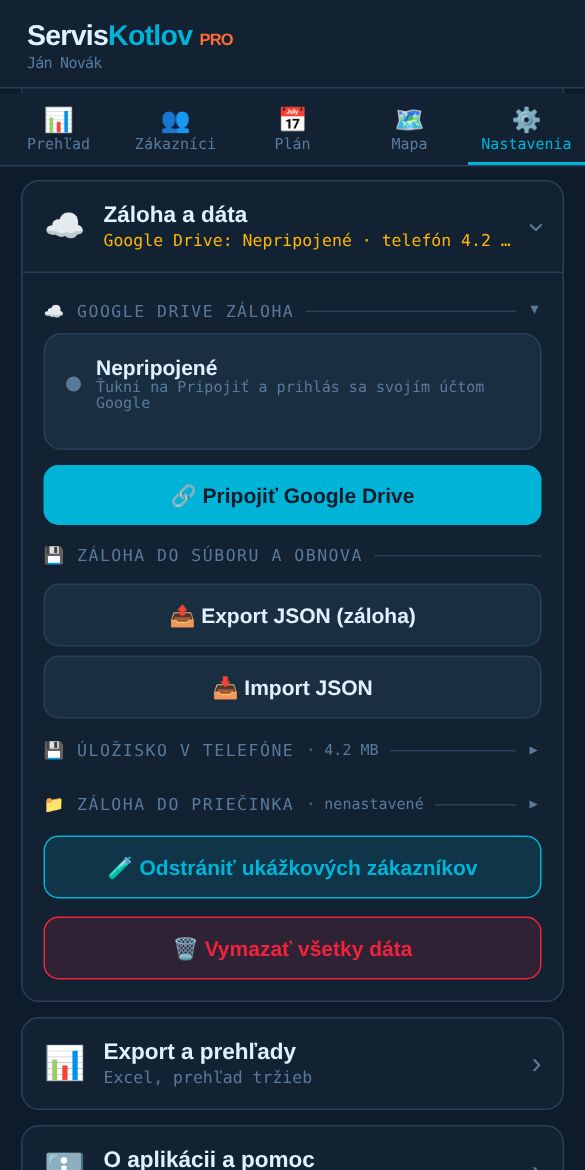 ServisKotlov PRO
Ján Novák
Prehľad
Zákazníci
Plán
Mapa
Nastavenia
Záloha a dáta
Google Drive: Nepripojené · telefón 4.2 …
GOOGLE DRIVE ZÁLOHA
Nepripojené
Ťukni na Pripojiť a prihlás sa svojím účtom
Google
Pripojiť Google Drive
ZÁLOHA DO SÚBORU A OBNOVA
Export JSON (záloha)
Import JSON
ÚLOŽISKO V TELEFÓNE · 4.2 MB
ZÁLOHA DO PRIEČINKA · nenastavené
Odstrániť ukážkových zákazníkov
Vymazať všetky dáta
Export a prehľady
Excel, prehľad tržieb
O aplikácii a pomoc